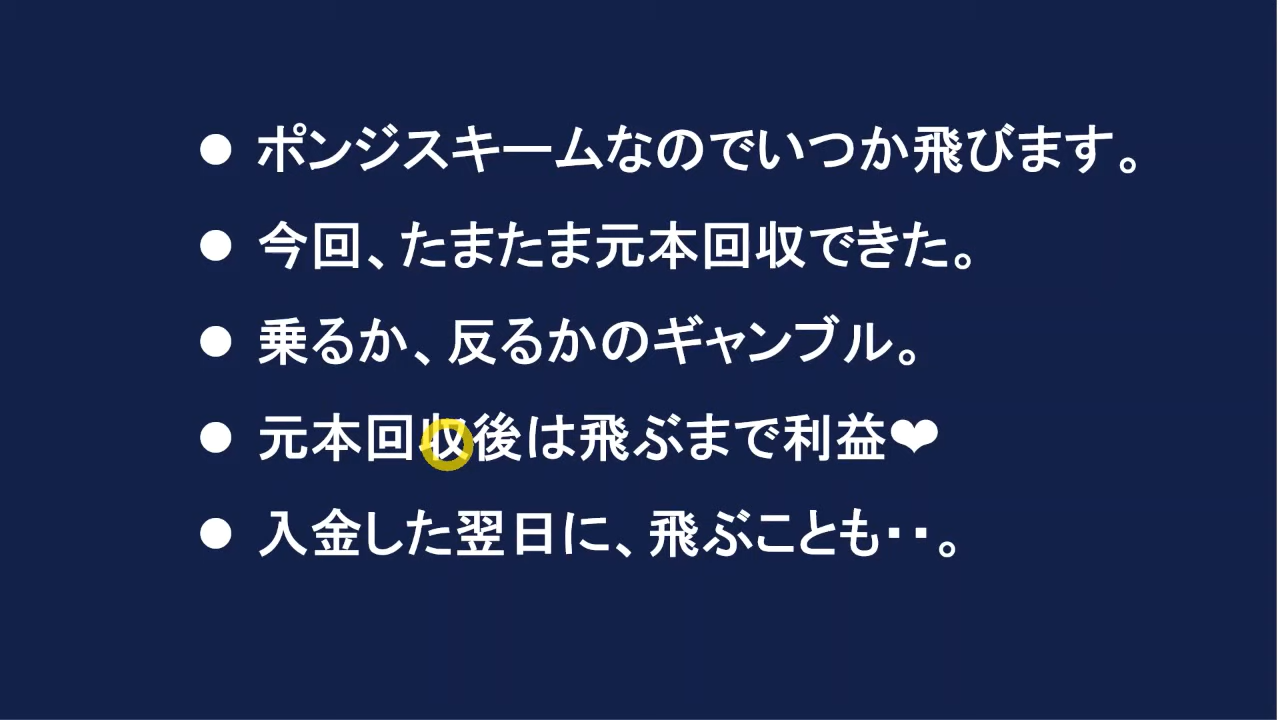 ● ポンジスキームなのでいつか飛びます。
● 今回、たまたま元本回収できた。
● 乗るか、反るかのギャンブル。
● 元本回収後は飛ぶまで利益❤
● 入金した翌日に、飛ぶことも・・。